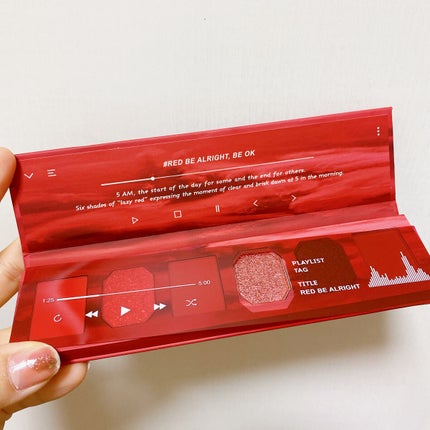 #RED BE ALRIGHT, BE OK
5 AM, the start of the day for some and the end for others.
Six shades of "lazy red" expressing the moment of clear and brisk dawn at 5 in the morning
1:25
5:00
PLAYLIST
TAG
TITLE
RED BE ALRIGHT